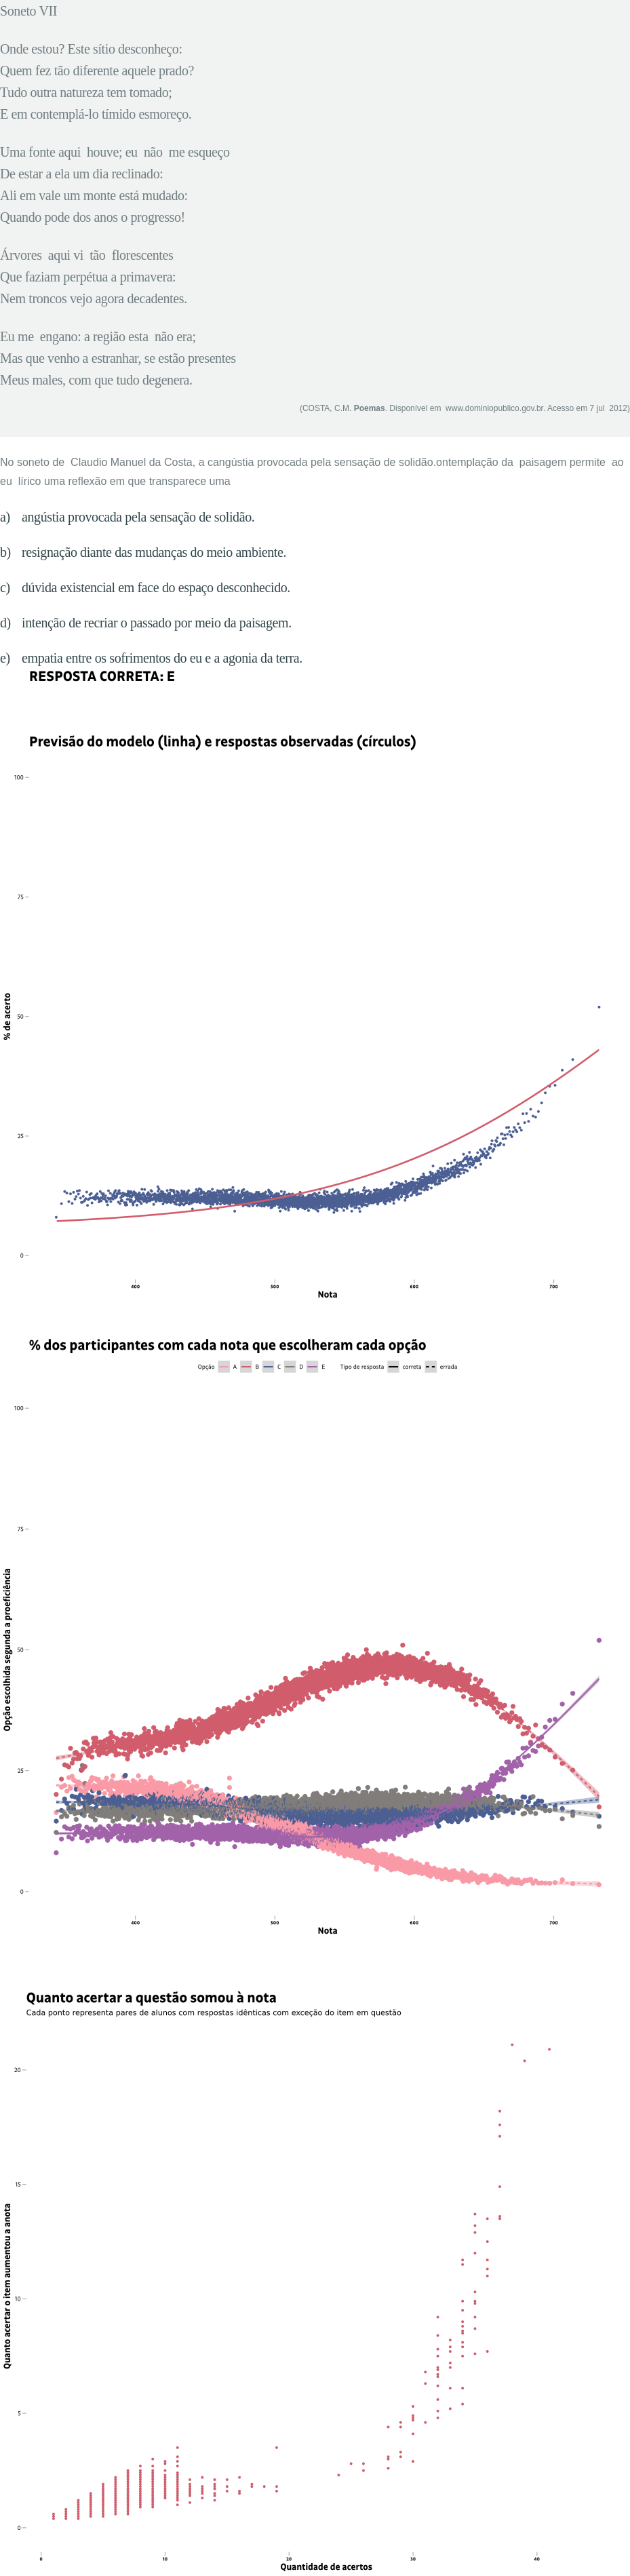 Soneto VII
Onde estou? Este sítio desconheço:
Quem fez tão diferente aquele prado?
Tudo outra natureza tem tomado;
E em contemplá-lo tímido esmoreço.
Uma fonte aqui houve; eu não me esqueço
De estar a ela um dia reclinado:
Ali em vale um monte está mudado:
Quando pode dos anos o progresso!
Árvores aqui vi tão florescentes
Que faziam perpétua a primavera:
Nem troncos vejo agora decadentes.
Eu me engano: a região esta não era;
Mas que venho a estranhar, se estão presentes
Meus males, com que tudo degenera.
(COSTA, C.M. Poemas. Disponível em www.dominiopublico.gov.br. Acesso em 7 jul 2012)
No soneto de Claudio Manuel da Costa, a cangústia provocada pela sensação de solidão.ontemplação da paisagem permite ao
eu lírico uma reflexão em que transparece uma
a) angústia provocada pela sensação de solidão.
b) resignação diante das mudanças do meio ambiente.
c) dúvida existencial em face do espaço desconhecido.
d) intenção de recriar o passado por meio da paisagem.
e) empatia entre os sofrimentos do eu e a agonia da terra.
RESPOSTA CORRETA: E
Previsão do modelo (linha) e respostas observadas (círculos)
100
75
% de acerto
50
25
0
400 500 600 700
Nota
% dos participantes com cada nota que escolheram cada opção
Opção A B C D E Tipo de resposta correta errada
100
75
Opção escolhida segunda a proeficiência
50
25
0
400 500 600 700
Nota
Quanto acertar a questão somou à nota
Cada ponto representa pares de alunos com respostas idênticas com exceção do item em questão
20
15
Quanto acertar o item aumentou a anota
10
5
0
0 10 20 30 40
Quantidade de acertos